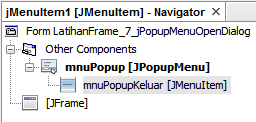 jMenuItem1 [JMenuItem] - Navigator
Form LatihanFrame_7_jPopupMenuOpenDialog
Other Components
mnuPopup [JPopupMenu]
mnuPopupKeluar [JMenuItem]
[JFrame]